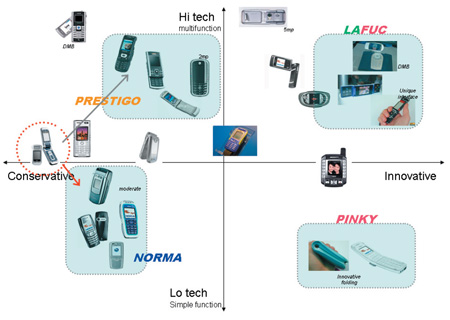 Hi tech
multifunction
5mp
LAFUC
DMB
2mp
DMB
PRESTIGO
Unique
interface
Conservative
Innovative
moderate
PINKY
NORMA
Innovative
folding
Lo tech
Simple function